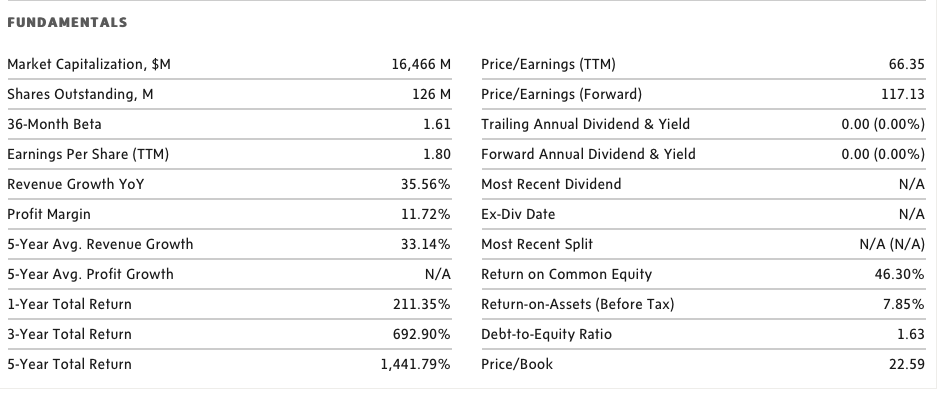 FUNDAMENTALS
Market Capitalization, $M 16,466 M
Shares Outstanding, M 126 M
36-Month Beta 1.61
Earnings Per Share (TTM) 1.80
Revenue Growth YoY 35.56%
Profit Margin 11.72%
5-Year Avg. Revenue Growth 33.14%
5-Year Avg. Profit Growth N/A
1-Year Total Return 211.35%
3-Year Total Return 692.90%
5-Year Total Return 1,441.79%
Price/Earnings (TTM) 66.35
Price/Earnings (Forward) 117.13
Trailing Annual Dividend & Yield 0.00 (0.00%)
Forward Annual Dividend & Yield 0.00 (0.00%)
Most Recent Dividend N/A
Ex-Div Date N/A
Most Recent Split N/A (N/A)
Return on Common Equity 46.30%
Return-on-Assets (Before Tax) 7.85%
Debt-to-Equity Ratio 1.63
Price/Book 22.59